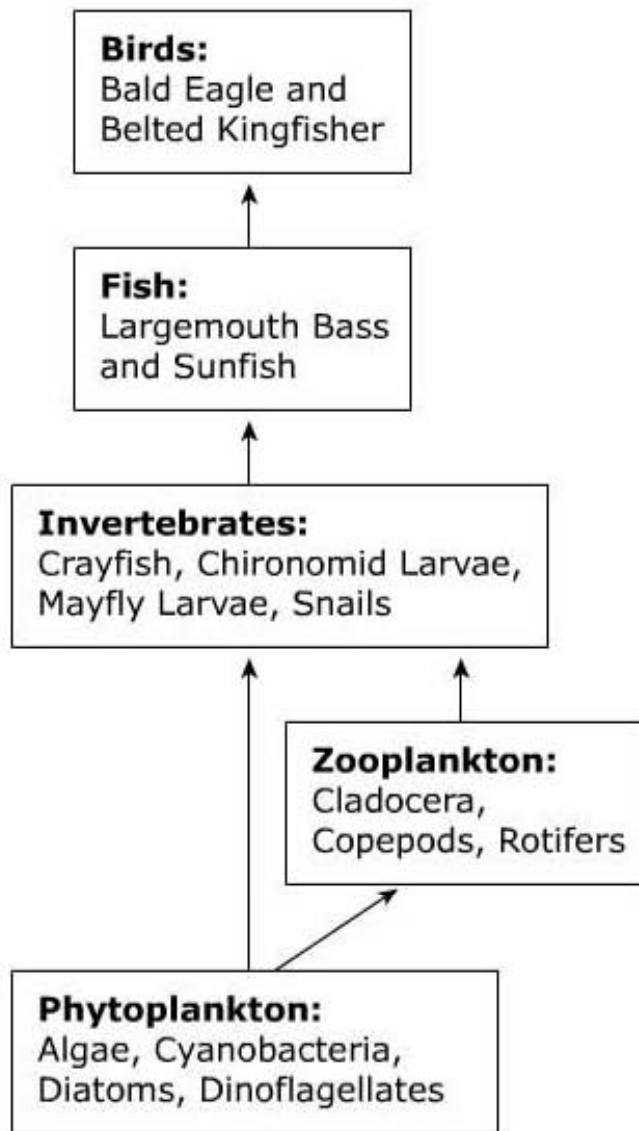 Birds:
Bald Eagle and
Belted Kingfisher
Fish:
Largemouth Bass
and Sunfish
Invertebrates:
Crayfish, Chironomid Larvae,
Mayfly Larvae, Snails
Zooplankton:
Cladocera,
Copepods, Rotifers
Phytoplankton:
Algae, Cyanobacteria,
Diatoms, Dinoflagellates